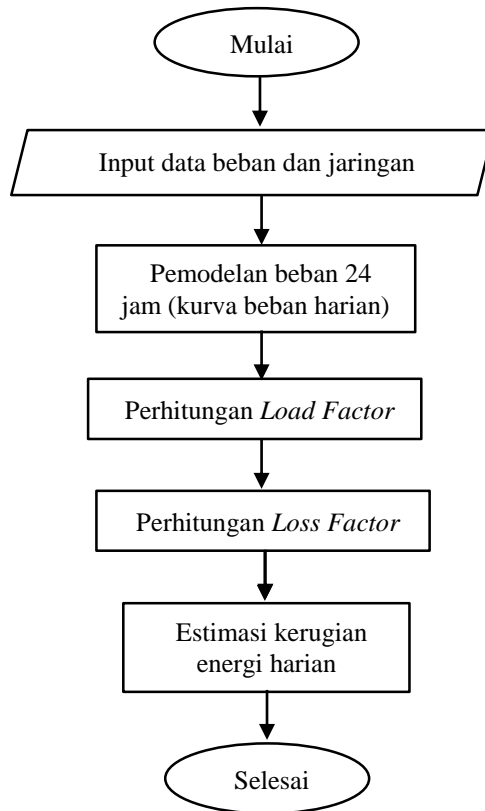 Mulai
Input data beban dan jaringan
Pemodelan beban 24
jam (kurva beban harian)
Perhitungan Load Factor
Perhitungan Loss Factor
Estimasi kerugian
energi harian
Selesai